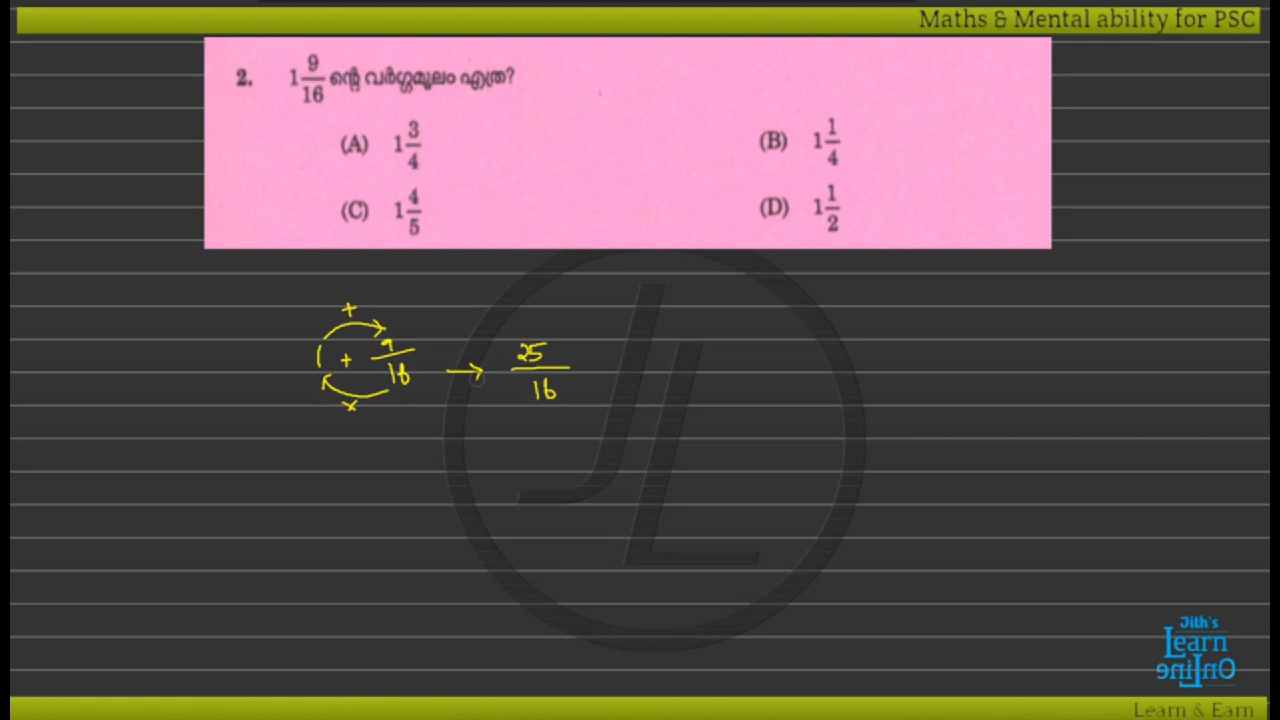 Maths & Mental ability for PSC
2. 1 9/16 ന്റെ വർഗ്ഗമൂലം എത്ര?
(A) 1 3/4 (B) 1 1/4
(C) 1 4/5 (D) 1 1/2
+
1 + 9/16 → 25/16
×
JL
Jith's
Learn
OnLine
Learn & Earn